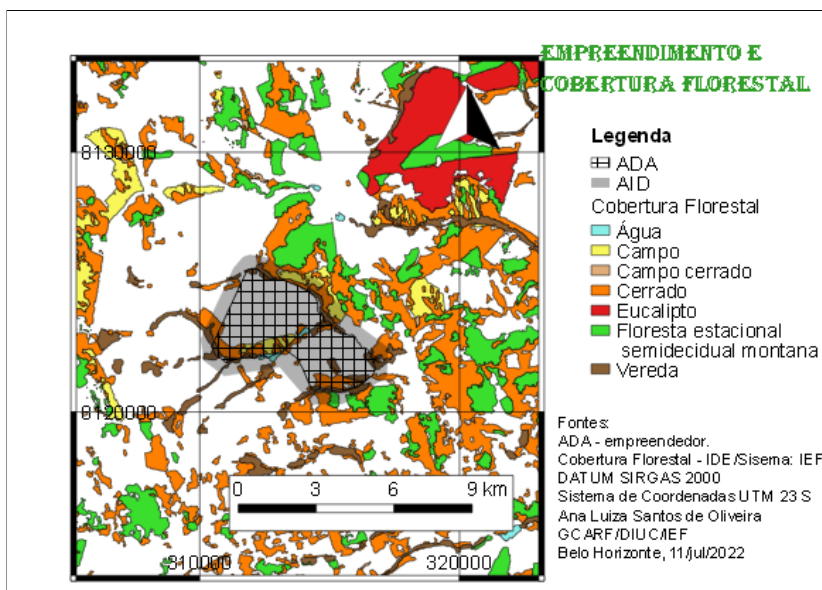 EMPREENDIMENTO E
COBERTURA FLORESTAL
8130000
8120000
310000
320000
0 3 6 9 km
Legenda
ADA
AID
Cobertura Florestal
Água
Campo
Campo cerrado
Cerrado
Eucalipto
Floresta estacional
semidecidual montana
Vereda
Fontes:
ADA - empreendedor.
Cobertura Florestal - IDE/Sisema: IEF
DATUM SIRGAS 2000
Sistema de Coordenadas UTM 23 S
Ana Luiza Santos de Oliveira
GCARF/DIUC/IEF
Belo Horizonte, 11/jul/2022